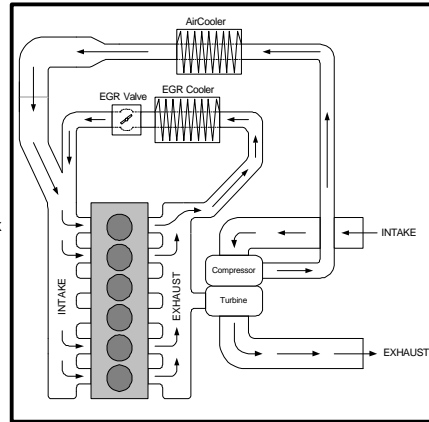 AirCooler
EGR Valve
EGR Cooler
INTAKE
Compressor
Turbine
INTAKE
EXHAUST
EXHAUST